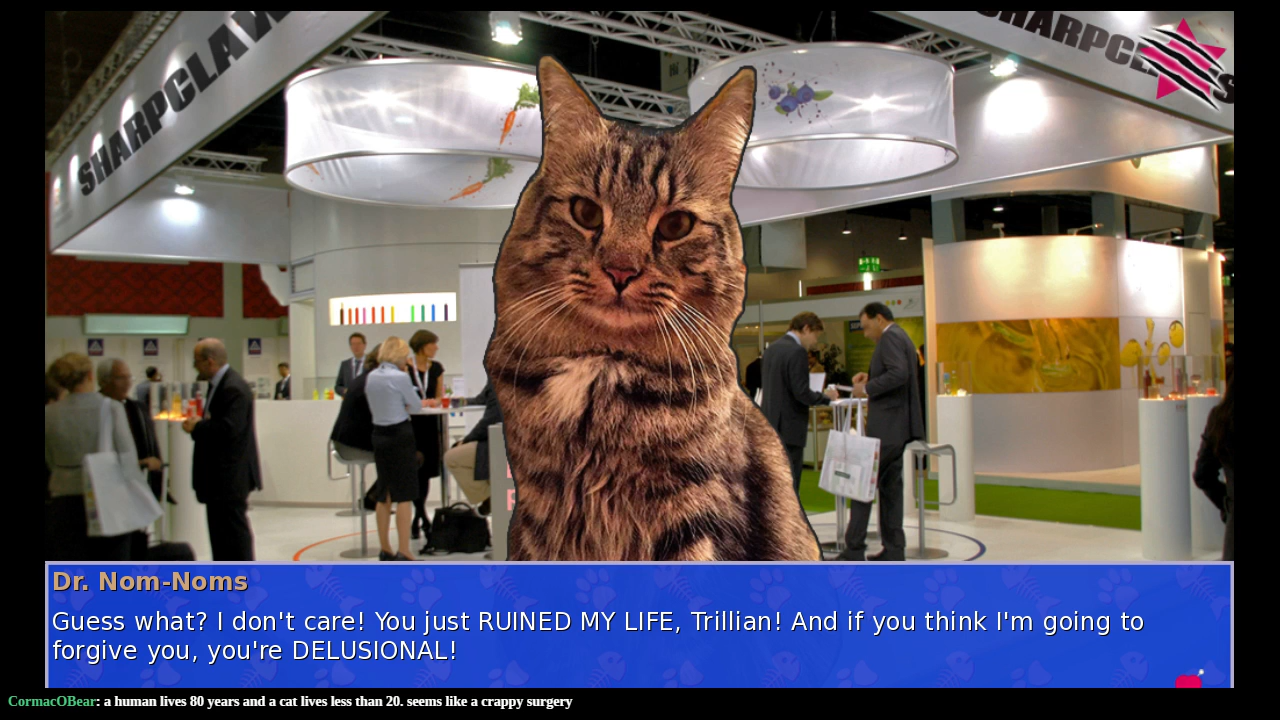 SHARPCLAW
SHARPC
S
Dr. Nom-Noms
Guess what? I don't care! You just RUINED MY LIFE, Trillian! And if you think I'm going to
forgive you, you're DELUSIONAL!
CormacOBear: a human lives 80 years and a cat lives less than 20. seems like a crappy surgery